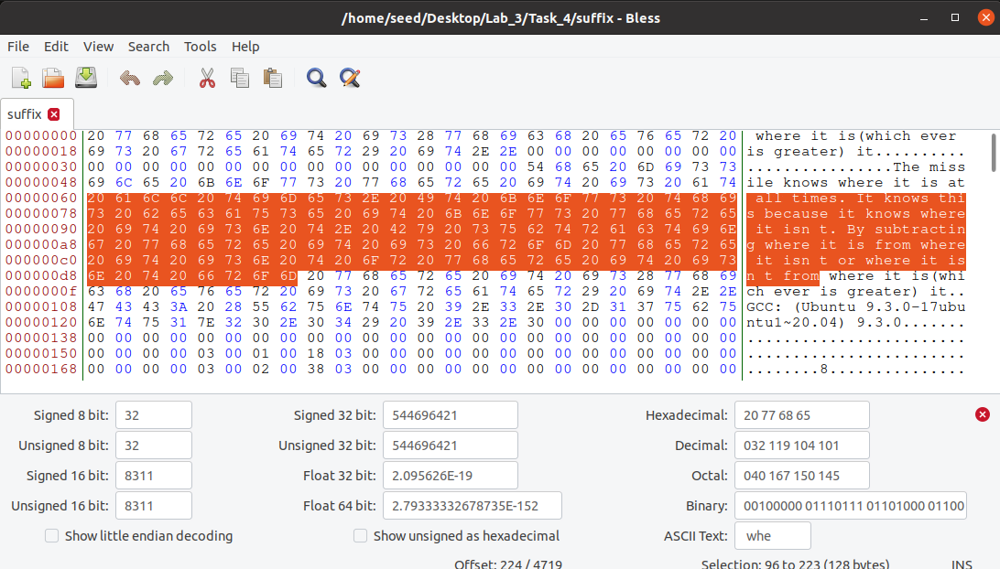 /home/seed/Desktop/Lab_3/Task_4/suffix - Bless
File Edit View Search Tools Help
suffix
00000000 20 77 68 65 72 65 20 69 74 20 69 73 28 77 68 69 63 68 20 65 76 65 72 20 where it is(which ever
00000018 69 73 20 67 72 65 61 74 65 72 29 20 69 74 2E 2E 00 00 00 00 00 00 00 00 is greater) it..........
00000030 00 00 00 00 00 00 00 00 00 00 00 00 00 00 00 00 54 68 65 20 6D 69 73 73 ................The miss
00000048 69 6C 65 20 6B 6E 6F 77 73 20 77 68 65 72 65 20 69 74 20 69 73 20 61 74 ile knows where it is at
00000060 20 61 6C 6C 20 74 69 6D 65 73 2E 20 49 74 20 6B 6E 6F 77 73 20 74 68 69 all times. It knows thi
00000078 73 20 62 65 63 61 75 73 65 20 69 74 20 6B 6E 6F 77 73 20 77 68 65 72 65 s because it knows where
00000090 20 69 74 20 69 73 6E 20 74 2E 20 42 79 20 73 75 62 74 72 61 63 74 69 6E it isn t. By subtractin
000000a8 67 20 77 68 65 72 65 20 69 74 20 69 73 20 66 72 6F 6D 20 77 68 65 72 65 g where it is from where
000000c0 20 69 74 20 69 73 6E 20 74 20 6F 72 20 77 68 65 72 65 20 69 74 20 69 73 it isn t or where it is
000000d8 6E 20 74 20 66 72 6F 6D 20 77 68 65 72 65 20 69 74 20 69 73 28 77 68 69 n t from where it is(whi
0000000f 63 68 20 65 76 65 72 20 69 73 20 67 72 65 61 74 65 72 29 20 69 74 2E 2E ch ever is greater) it..
00000108 47 43 43 3A 20 28 55 62 75 6E 74 75 20 39 2E 33 2E 30 2D 31 37 75 62 75 GCC: (Ubuntu 9.3.0-17ubu
00000120 6E 74 75 31 7E 32 30 2E 30 34 29 20 39 2E 33 2E 30 00 00 00 00 00 00 00 ntu1~20.04) 9.3.0.......
00000138 00 00 00 00 00 00 00 00 00 00 00 00 00 00 00 00 00 00 00 00 00 00 00 00 ........................
00000150 00 00 00 00 03 00 01 00 18 03 00 00 00 00 00 00 00 00 00 00 00 00 00 00 ........................
00000168 00 00 00 00 03 00 02 00 38 03 00 00 00 00 00 00 00 00 00 00 00 00 00 00 ........8...............
Signed 8 bit: 32 Signed 32 bit: 544696421 Hexadecimal: 20 77 68 65
Unsigned 8 bit: 32 Unsigned 32 bit: 544696421 Decimal: 032 119 104 101
Signed 16 bit: 8311 Float 32 bit: 2.095626E-19 Octal: 040 167 150 145
Unsigned 16 bit: 8311 Float 64 bit: 2.79333332678735E-152 Binary: 00100000 01110111 01101000 01100
Show little endian decoding Show unsigned as hexadecimal ASCII Text: whe
Offset: 224 / 4719 Selection: 96 to 223 (128 bytes) INS